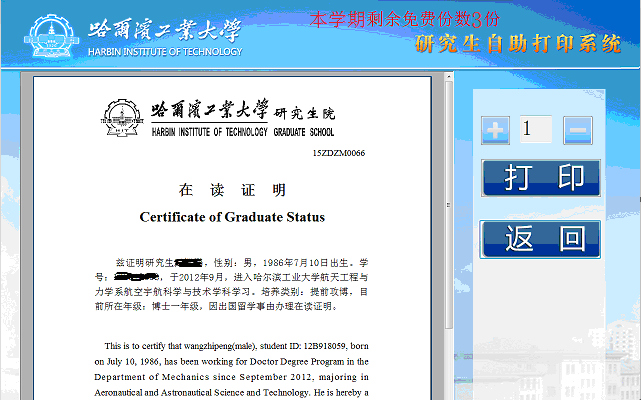 哈爾濱工業大學
HARBIN INSTITUTE OF TECHNOLOGY
本学期剩余免费份数3份
研究生自助打印系统
哈爾濱工業大學 研究生院
HARBIN INSTITUTE OF TECHNOLOGY GRADUATE SCHOOL
HIT
15ZDZM0066
在 读 证 明
Certificate of Graduate Status
兹证明研究生，性别：男，1986年7月10日出生。学
号：，于2012年9月，进入哈尔滨工业大学航天工程与
力学系航空宇航科学与技术学科学习。培养类别：提前攻博，目
前所在年级：博士一年级，因出国留学事由办理在读证明。
This is to certify that wangzhipeng(male), student ID: 12B918059, born
on July 10, 1986, has been working for Doctor Degree Program in the
Department of Mechanics since September 2012, majoring in
Aeronautical and Astronautical Science and Technology. He is hereby a
1
打 印
返 回